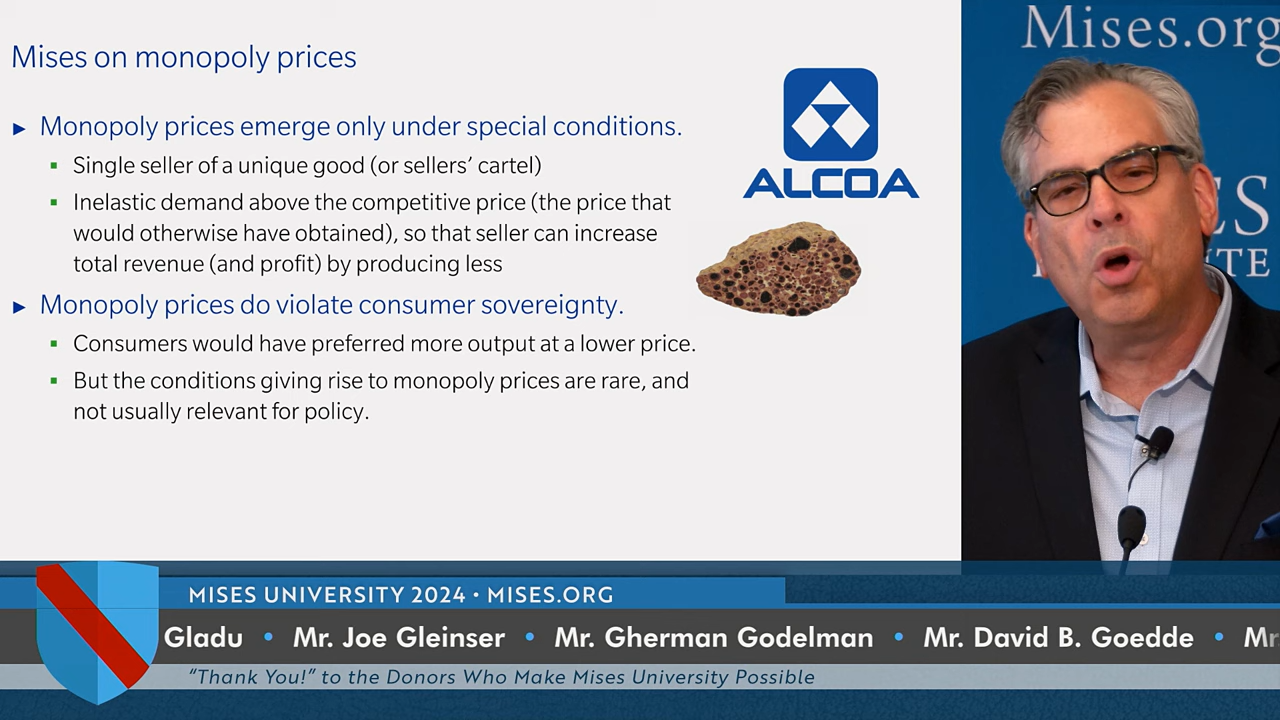 Mises on monopoly prices
► Monopoly prices emerge only under special conditions.
▪ Single seller of a unique good (or sellers’ cartel)
▪ Inelastic demand above the competitive price (the price that
would otherwise have obtained), so that seller can increase
total revenue (and profit) by producing less
► Monopoly prices do violate consumer sovereignty.
▪ Consumers would have preferred more output at a lower price.
▪ But the conditions giving rise to monopoly prices are rare, and
not usually relevant for policy.
ALCOA
Mises.org
MISES UNIVERSITY 2024 • MISES.ORG
Gladu • Mr. Joe Gleinser • Mr. Gherman Godelman • Mr. David B. Goedde • Mr.
“Thank You!” to the Donors Who Make Mises University Possible